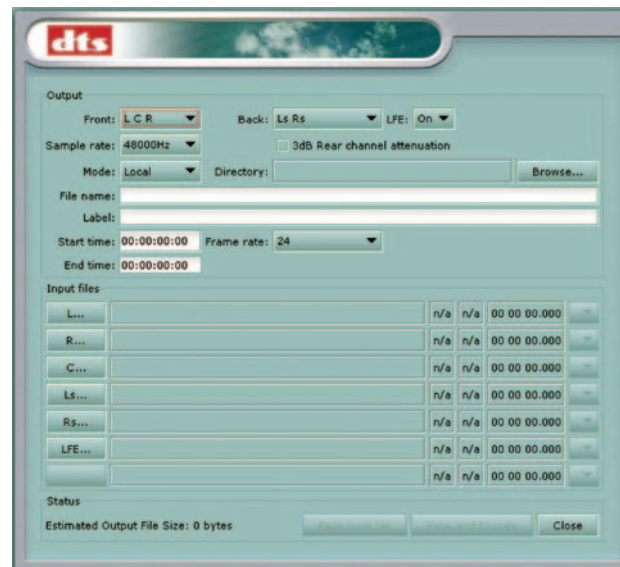 dts
Output
Front: L C R Back: Ls Rs LFE: On
Sample rate: 48000Hz 3dB Rear channel attenuation
Mode: Local Directory: Browse...
File name:
Label:
Start time: 00:00:00:00 Frame rate: 24
End time: 00:00:00:00
Input files
L... n/a n/a 00 00 00.000
R... n/a n/a 00 00 00.000
C... n/a n/a 00 00 00.000
Ls... n/a n/a 00 00 00.000
Rs... n/a n/a 00 00 00.000
LFE... n/a n/a 00 00 00.000
n/a n/a 00 00 00.000
Status
Estimated Output File Size: 0 bytes Close